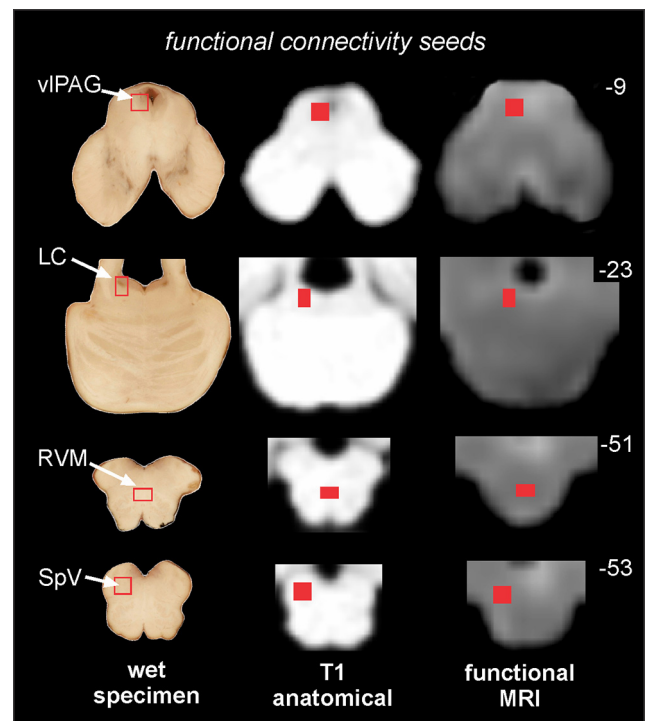 functional connectivity seeds
vlPAG
-9
LC
-23
RVM
-51
SpV
-53
wet
specimen
T1
anatomical
functional
MRI